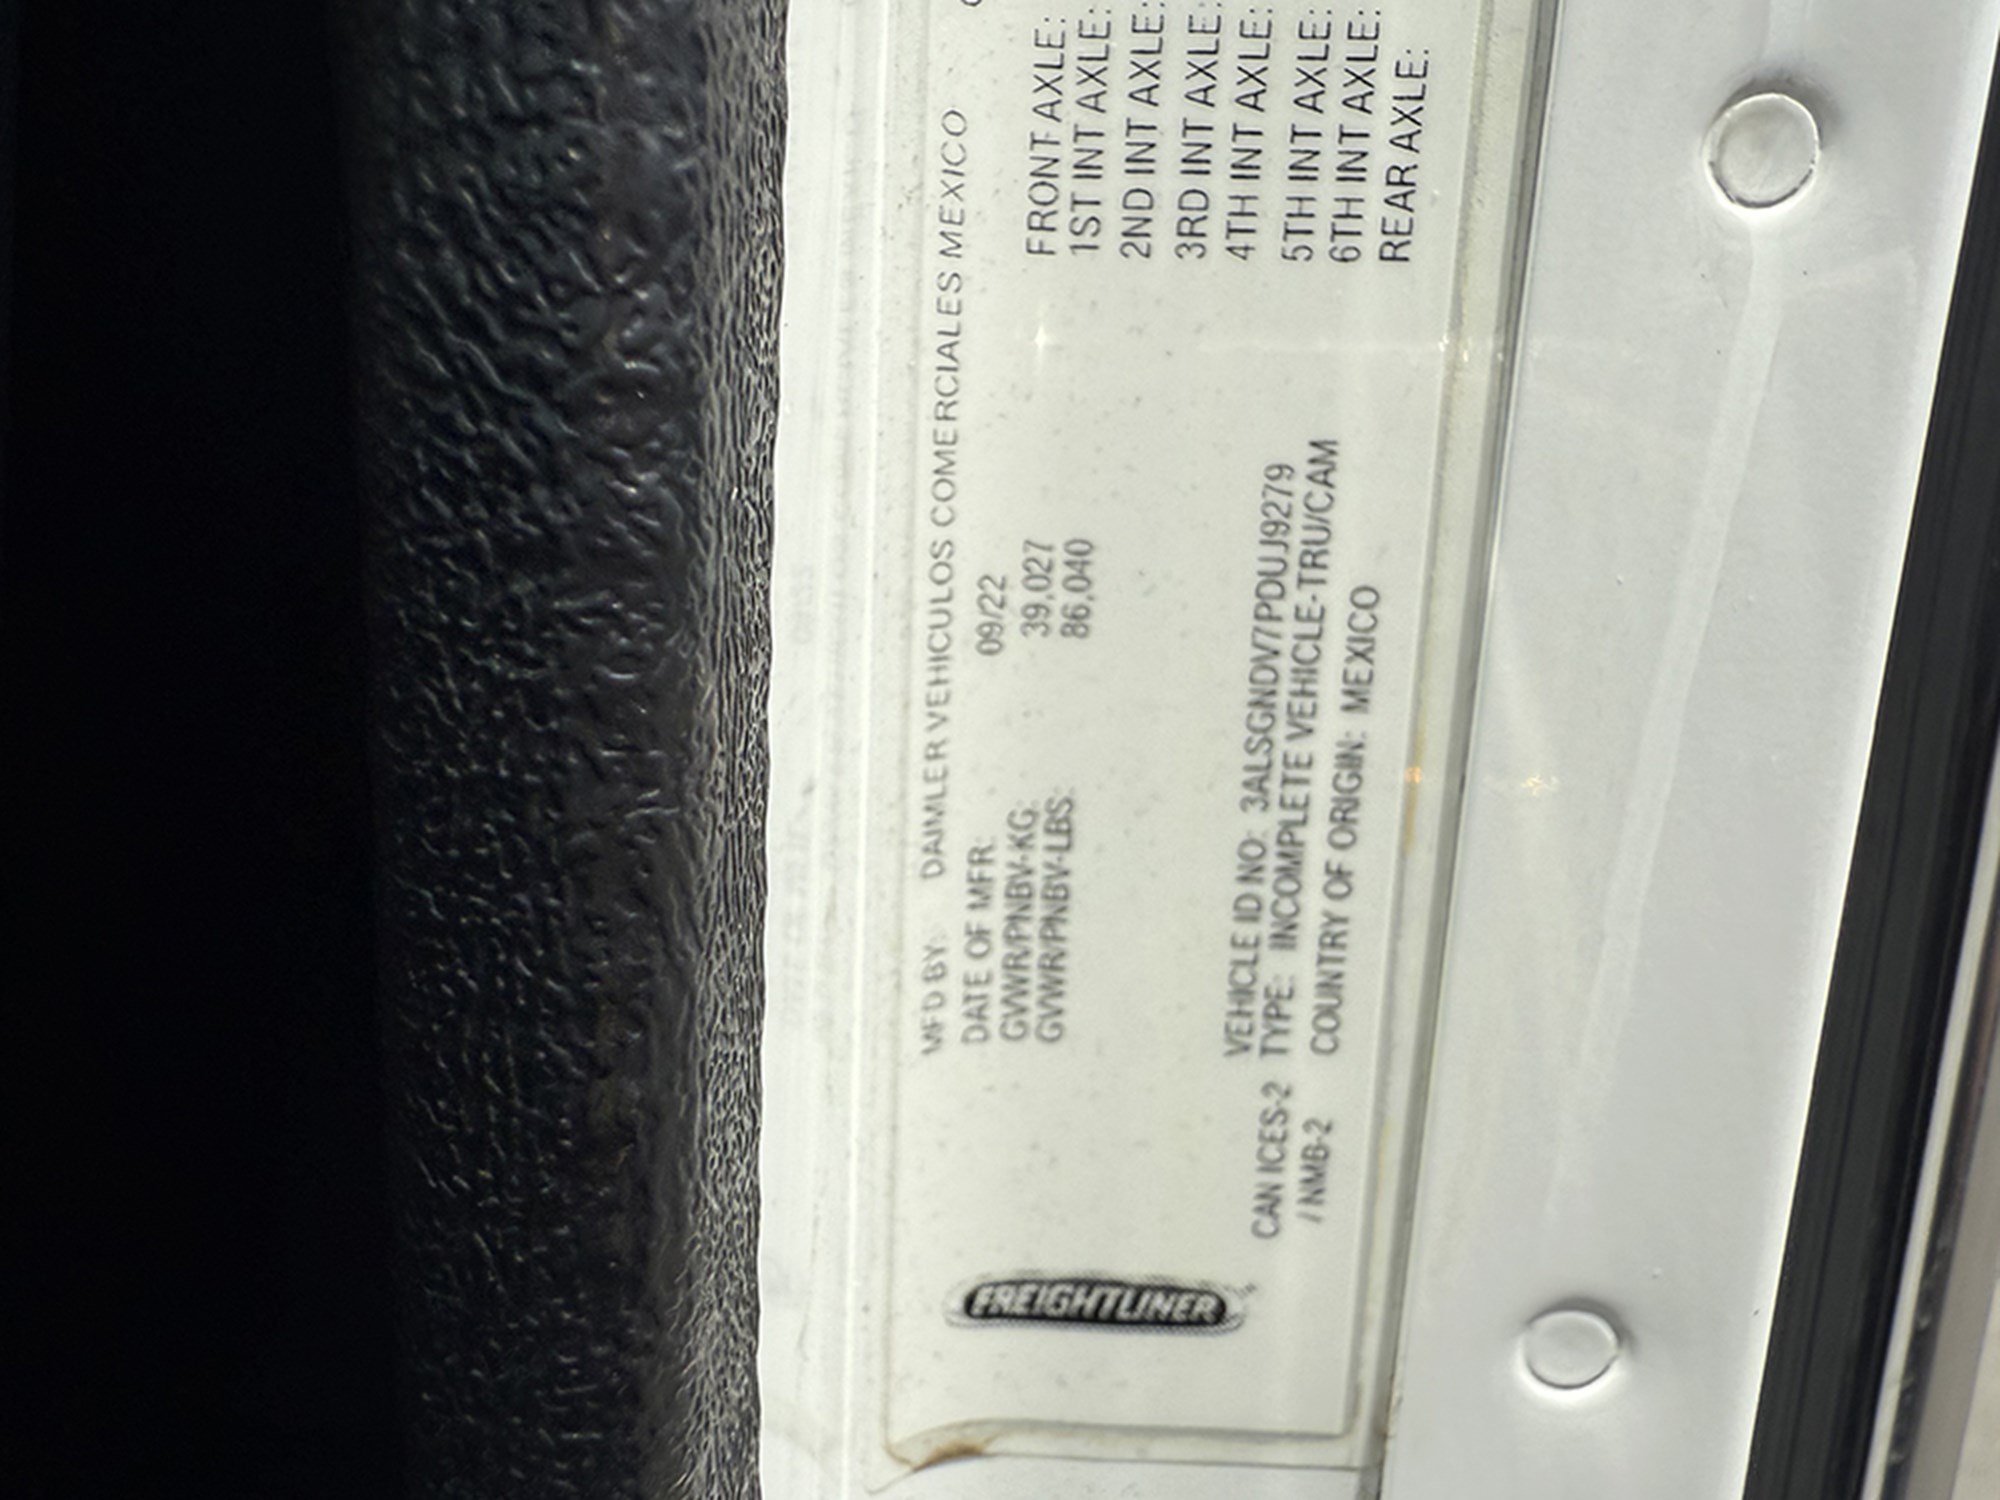 FREIGHTLINER
MFD BY: DAIMLER VEHICULOS COMERCIALES MEXICO
DATE OF MFR: 09/22
GVWR/PNBV-KG: 39,027
GVWR/PNBV-LBS: 86,040
VEHICLE ID NO: 3ALSGNDV7PDUJ9279
CAN ICES-2 TYPE: INCOMPLETE VEHICLE-TRU/CAM
/ NMB-2 COUNTRY OF ORIGIN: MEXICO
FRONT AXLE:
1ST INT AXLE:
2ND INT AXLE:
3RD INT AXLE:
4TH INT AXLE:
5TH INT AXLE:
6TH INT AXLE:
REAR AXLE: